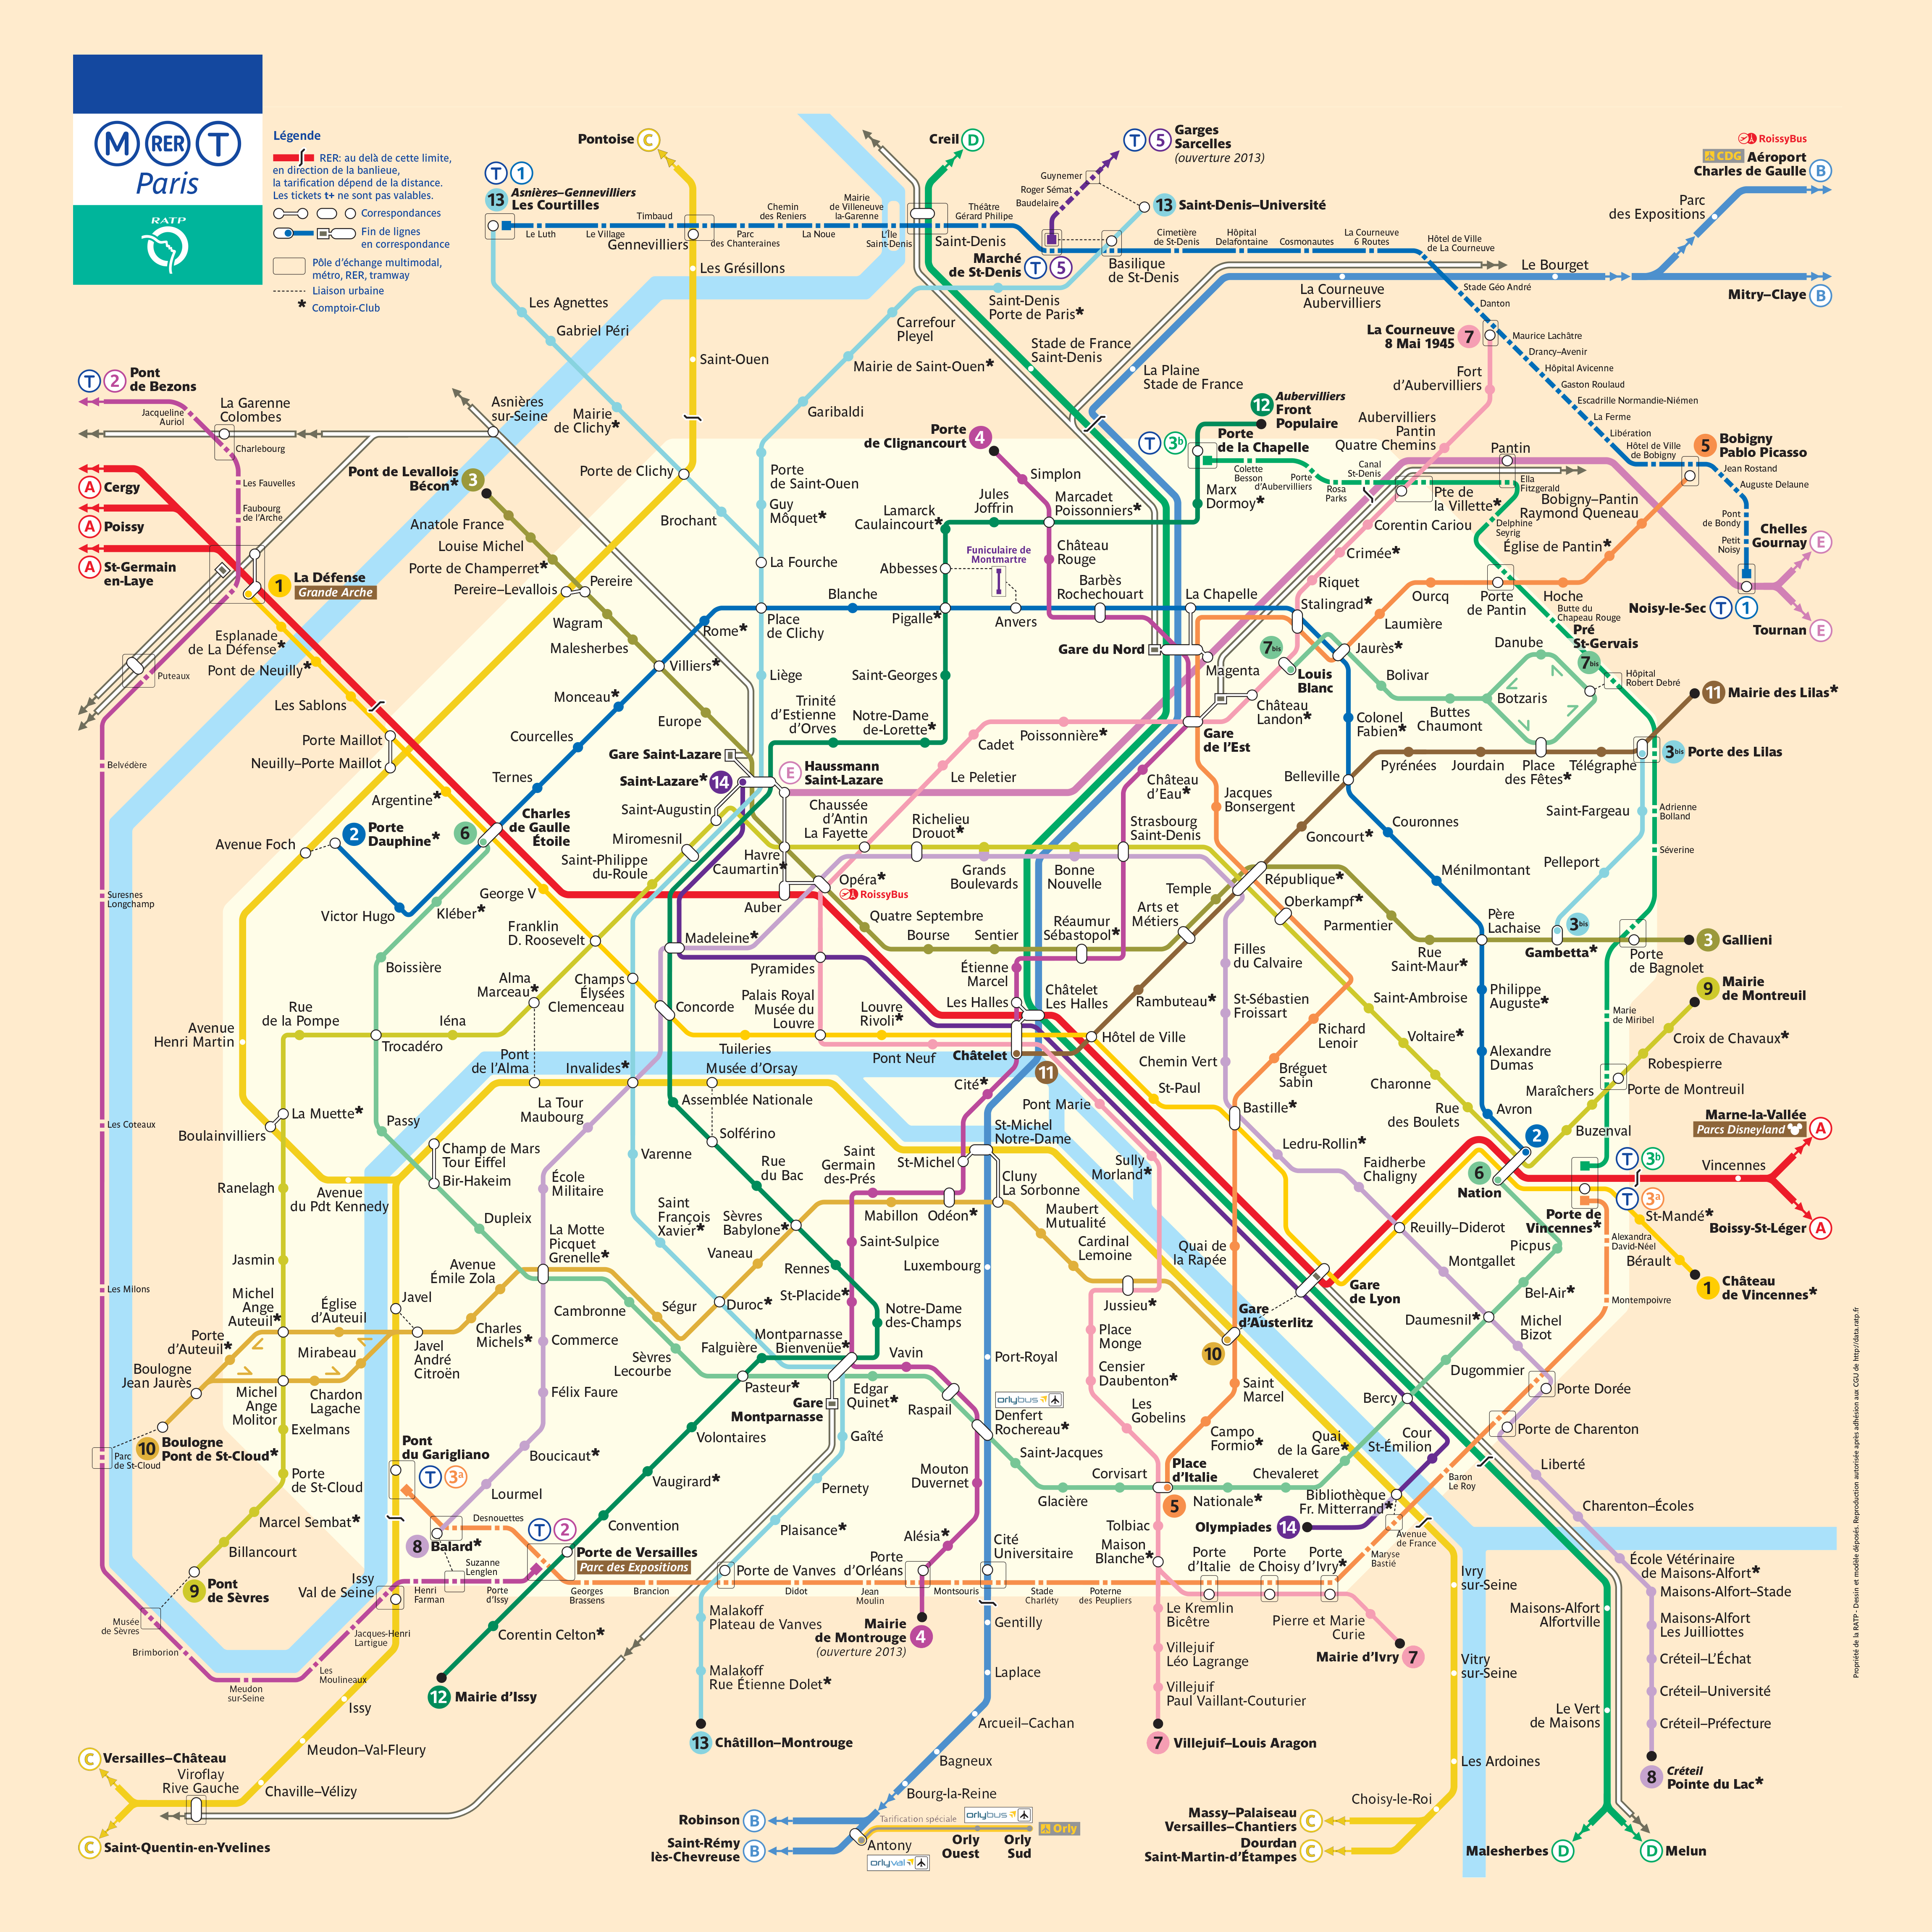 M RER T
Paris
RATP
Légende
RER: au delà de cette limite,
en direction de la banlieue,
la tarification dépend de la distance.
Les tickets t+ ne sont pas valables.
Correspondances
Fin de lignes
en correspondance
Pôle d'échange multimodal,
métro, RER, tramway
Liaison urbaine
* Comptoir-Club
Pontoise C
Creil D
T 5 Garges
Sarcelles
(ouverture 2013)
RoissyBus
CDG Aéroport
Charles de Gaulle B
Parc
des Expositions
T 1
13 Asnières–Gennevilliers
Les Courtilles
Le Luth
Le Village
Timbaud
Gennevilliers
Parc
des Chanteraines
Chemin
des Reniers
La Noue
Mairie
de Villeneuve
la-Garenne
L'Île
Saint-Denis
Théâtre
Gérard Philipe
Saint-Denis
Guynemer
Roger Sémat
Baudelaire
13 Saint-Denis–Université
Marché
de St-Denis T 5
Basilique
de St-Denis
Cimetière
de St-Denis
Hôpital
Delafontaine
Cosmonautes
La Courneuve
6 Routes
Hôtel de Ville
de La Courneuve
Le Bourget
Mitry–Claye B
Stade Géo André
Danton
La Courneuve
Aubervilliers
La Courneuve
8 Mai 1945 7
Maurice Lachâtre
Drancy–Avenir
Hôpital Avicenne
Gaston Roulaud
Escadrille Normandie-Niémen
La Ferme
Libération
Hôtel de Ville
de Bobigny
5 Bobigny
Pablo Picasso
Jean Rostand
Auguste Delaune
Pont
de Bondy
Petit
Noisy
Noisy-le-Sec T 1
Chelles
Gournay E
Tournan E
Les Grésillons
Saint-Ouen
Les Agnettes
Gabriel Péri
Mairie
de Clichy*
Porte de Clichy
Brochant
Saint-Denis
Porte de Paris*
Carrefour
Pleyel
Mairie de Saint-Ouen*
Garibaldi
Porte
de Saint-Ouen
Guy
Môquet*
La Fourche
Stade de France
Saint-Denis
La Plaine
Stade de France
Fort
d'Aubervilliers
Aubervilliers
Pantin
Quatre Chemins
12 Aubervilliers
Front
Populaire
T 3b Porte
de la Chapelle
Colette
Besson
Porte
d'Aubervilliers
Rosa
Parks
Canal
St-Denis
Pantin
Ella
Fitzgerald
Pte de
la Villette*
Delphine
Seyrig
Bobigny–Pantin
Raymond Queneau
Église de Pantin*
Corentin Cariou
Crimée*
Riquet
Stalingrad*
Ourcq
Porte
de Pantin
Hoche
Laumière
Butte du
Chapeau Rouge
Pré
St-Gervais
7bis
Hôpital
Robert Debré
Danube
Botzaris
Jaurès*
Bolivar
Buttes
Chaumont
7bis Louis
Blanc
11 Mairie des Lilas*
3bis Porte des Lilas
T 2 Pont
de Bezons
Jacqueline
Auriol
La Garenne
Colombes
Charlebourg
Les Fauvelles
Faubourg
de l'Arche
Asnières
sur-Seine
A Cergy
A Poissy
A St-Germain
en-Laye
1 La Défense
Grande Arche
Puteaux
Belvédère
Suresnes
Longchamp
Les Coteaux
Les Milons
Parc
de St-Cloud
Musée
de Sèvres
Brimborion
Meudon
sur-Seine
Les
Moulineaux
Jacques-Henri
Lartigue
Issy
Val de Seine
Henri
Farman
Suzanne
Lenglen
Porte
d'Issy
Esplanade
de La Défense*
Pont de Neuilly*
Les Sablons
Porte Maillot
Neuilly–Porte Maillot
Argentine*
Pont de Levallois
Bécon* 3
Anatole France
Louise Michel
Porte de Champerret*
Pereire–Levallois
Pereire
Wagram
Malesherbes
Villiers*
Monceau*
Courcelles
Ternes
Rome*
Europe
Porte
de Clignancourt 4
Simplon
Jules
Joffrin
Marcadet
Poissonniers*
Lamarck
Caulaincourt*
Marx
Dormoy*
Château
Rouge
Funiculaire de
Montmartre
Abbesses
Barbès
Rochechouart
La Chapelle
Blanche
Place
de Clichy
Pigalle*
Anvers
Liège
Saint-Georges
Gare du Nord
Magenta
Trinité
d'Estienne
d'Orves
Notre-Dame
de-Lorette*
Cadet
Poissonnière*
Le Peletier
Gare
de l'Est
Château
Landon*
Colonel
Fabien*
Belleville
Pyrénées
Jourdain
Place
des Fêtes*
Télégraphe
Gare Saint-Lazare
Saint-Lazare* 14
E Haussmann
Saint-Lazare
Saint-Augustin
Miromesnil
Saint-Philippe
du-Roule
Chaussée
d'Antin
La Fayette
Richelieu
Drouot*
Havre
Caumartin*
Auber
Opéra*
RoissyBus
Grands
Boulevards
Bonne
Nouvelle
Château
d'Eau*
Strasbourg
Saint-Denis
Jacques
Bonsergent
Goncourt*
Couronnes
Ménilmontant
Saint-Fargeau
Adrienne
Bolland
Séverine
Pelleport
Avenue Foch
2 Porte
Dauphine*
6 Charles
de Gaulle
Étoile
Victor Hugo
Kléber*
Boissière
George V
Franklin
D. Roosevelt
Alma
Marceau*
Champs
Élysées
Clemenceau
Madeleine*
Concorde
Pyramides
Quatre Septembre
Bourse
Sentier
Réaumur
Sébastopol*
Arts et
Métiers
Temple
République*
Oberkampf*
Parmentier
Rue
Saint-Maur*
Père
Lachaise
Gambetta*
3bis
Porte
de Bagnolet
3 Gallieni
9 Mairie
de Montreuil
Croix de Chavaux*
Robespierre
Porte de Montreuil
Marie
de Miribel
Maraîchers
Buzenval
Philippe
Auguste*
Alexandre
Dumas
Avron
Filles
du Calvaire
St-Sébastien
Froissart
Chemin Vert
Saint-Ambroise
Voltaire*
Charonne
Rue
des Boulets
Richard
Lenoir
Bréguet
Sabin
Étienne
Marcel
Les Halles
Châtelet
Les Halles
Rambuteau*
Hôtel de Ville
Châtelet
11
Palais Royal
Musée du
Louvre
Louvre
Rivoli*
Tuileries
Pont Neuf
Cité*
Pont Marie
St-Paul
Bastille*
Ledru-Rollin*
Faidherbe
Chaligny
2
6
Nation
T 3b
T 3a
Porte de
Vincennes*
Marne-la-Vallée
Parcs Disneyland A
Vincennes
Boissy-St-Léger A
St-Mandé*
Bérault
1 Château
de Vincennes*
Alexandra
David-Néel
Montempoivre
Avenue
Henri Martin
Rue
de la Pompe
Iéna
Trocadéro
Pont
de l'Alma
Invalides*
Musée d'Orsay
Assemblée Nationale
Solférino
La Tour
Maubourg
La Muette*
Boulainvilliers
Passy
Champ de Mars
Tour Eiffel
Bir-Hakeim
Ranelagh
Avenue
du Pdt Kennedy
Jasmin
École
Militaire
Varenne
Rue
du Bac
Saint
Germain
des-Prés
St-Michel
St-Michel
Notre-Dame
Cluny
La Sorbonne
Mabillon
Odéon*
Maubert
Mutualité
Cardinal
Lemoine
Sully
Morland*
Quai de
la Rapée
Dupleix
La Motte
Picquet
Grenelle*
Saint
François
Xavier*
Sèvres
Babylone*
Vaneau
Rennes
Saint-Sulpice
St-Placide*
Luxembourg
Jussieu*
Gare
de Lyon
Gare
d'Austerlitz
10
Reuilly–Diderot
Montgallet
Picpus
Bel-Air*
Daumesnil*
Michel
Bizot
Dugommier
Porte Dorée
Porte de Charenton
Bercy
Cour
St-Émilion
Michel
Ange
Auteuil*
Porte
d'Auteuil*
Boulogne
Jean Jaurès
10 Boulogne
Pont de St-Cloud*
Église
d'Auteuil
Mirabeau
Javel
Javel
André
Citroën
Michel
Ange
Molitor
Chardon
Lagache
Exelmans
Avenue
Émile Zola
Charles
Michels*
Cambronne
Commerce
Ségur
Duroc*
Sèvres
Lecourbe
Falguière
Pasteur*
Montparnasse
Bienvenüe*
Gare
Montparnasse
Notre-Dame
des-Champs
Vavin
Edgar
Quinet*
Raspail
Gaîté
Port-Royal
orlybus
Denfert
Rochereau*
Saint-Jacques
Place
Monge
Censier
Daubenton*
Les
Gobelins
Saint
Marcel
Campo
Formio*
Quai
de la Gare*
Place
d'Italie
5
Nationale*
Chevaleret
Corvisart
Glacière
Félix Faure
Boucicaut*
Lourmel
8 Balard*
Pont
du Garigliano
T 3a
Desnouettes
T 2
Porte de Versailles
Parc des Expositions
Volontaires
Vaugirard*
Convention
Pernety
Plaisance*
Porte de Vanves
Mouton
Duvernet
Alésia*
Porte
d'Orléans
Cité
Universitaire
Georges
Brassens
Brancion
Didot
Jean
Moulin
Montsouris
Stade
Charléty
Poterne
des Peupliers
Tolbiac
Maison
Blanche*
Olympiades 14
Bibliothèque
Fr. Mitterrand*
Porte
d'Italie
Porte
de Choisy
Porte
d'Ivry*
Maryse
Bastié
Avenue
de France
Baron
Le Roy
Porte
de St-Cloud
Marcel Sembat*
Billancourt
9 Pont
de Sèvres
12 Mairie d'Issy
Corentin Celton*
Malakoff
Plateau de Vanves
Malakoff
Rue Étienne Dolet*
13 Châtillon–Montrouge
Mairie
de Montrouge
(ouverture 2013)
4
Gentilly
Laplace
Arcueil–Cachan
Bagneux
Bourg-la-Reine
Le Kremlin
Bicêtre
Villejuif
Léo Lagrange
Villejuif
Paul Vaillant-Couturier
7 Villejuif–Louis Aragon
Pierre et Marie
Curie
Mairie d'Ivry 7
Ivry
sur-Seine
Vitry
sur-Seine
Les Ardoines
Choisy-le-Roi
Liberté
Charenton–Écoles
École Vétérinaire
de Maisons-Alfort*
Maisons-Alfort–Stade
Maisons-Alfort
Les Juilliottes
Créteil–L'Échat
Créteil–Université
Créteil–Préfecture
8 Créteil
Pointe du Lac*
Maisons-Alfort
Alfortville
Le Vert
de Maisons
Issy
Meudon–Val-Fleury
Chaville–Vélizy
Viroflay
Rive Gauche
C Versailles–Château
C Saint-Quentin-en-Yvelines
Robinson B
Saint-Rémy
lès-Chevreuse B
Tarification spéciale
orlybus
Antony
orlyval
Orly
Ouest
Orly
Sud
Orly
Massy–Palaiseau
Versailles–Chantiers C
Dourdan
Saint-Martin-d'Étampes C
Malesherbes D
D Melun
Propriété de la RATP - Dessin et modèle déposés. Reproduction autorisée après adhésion aux CGU de http://data.ratp.fr